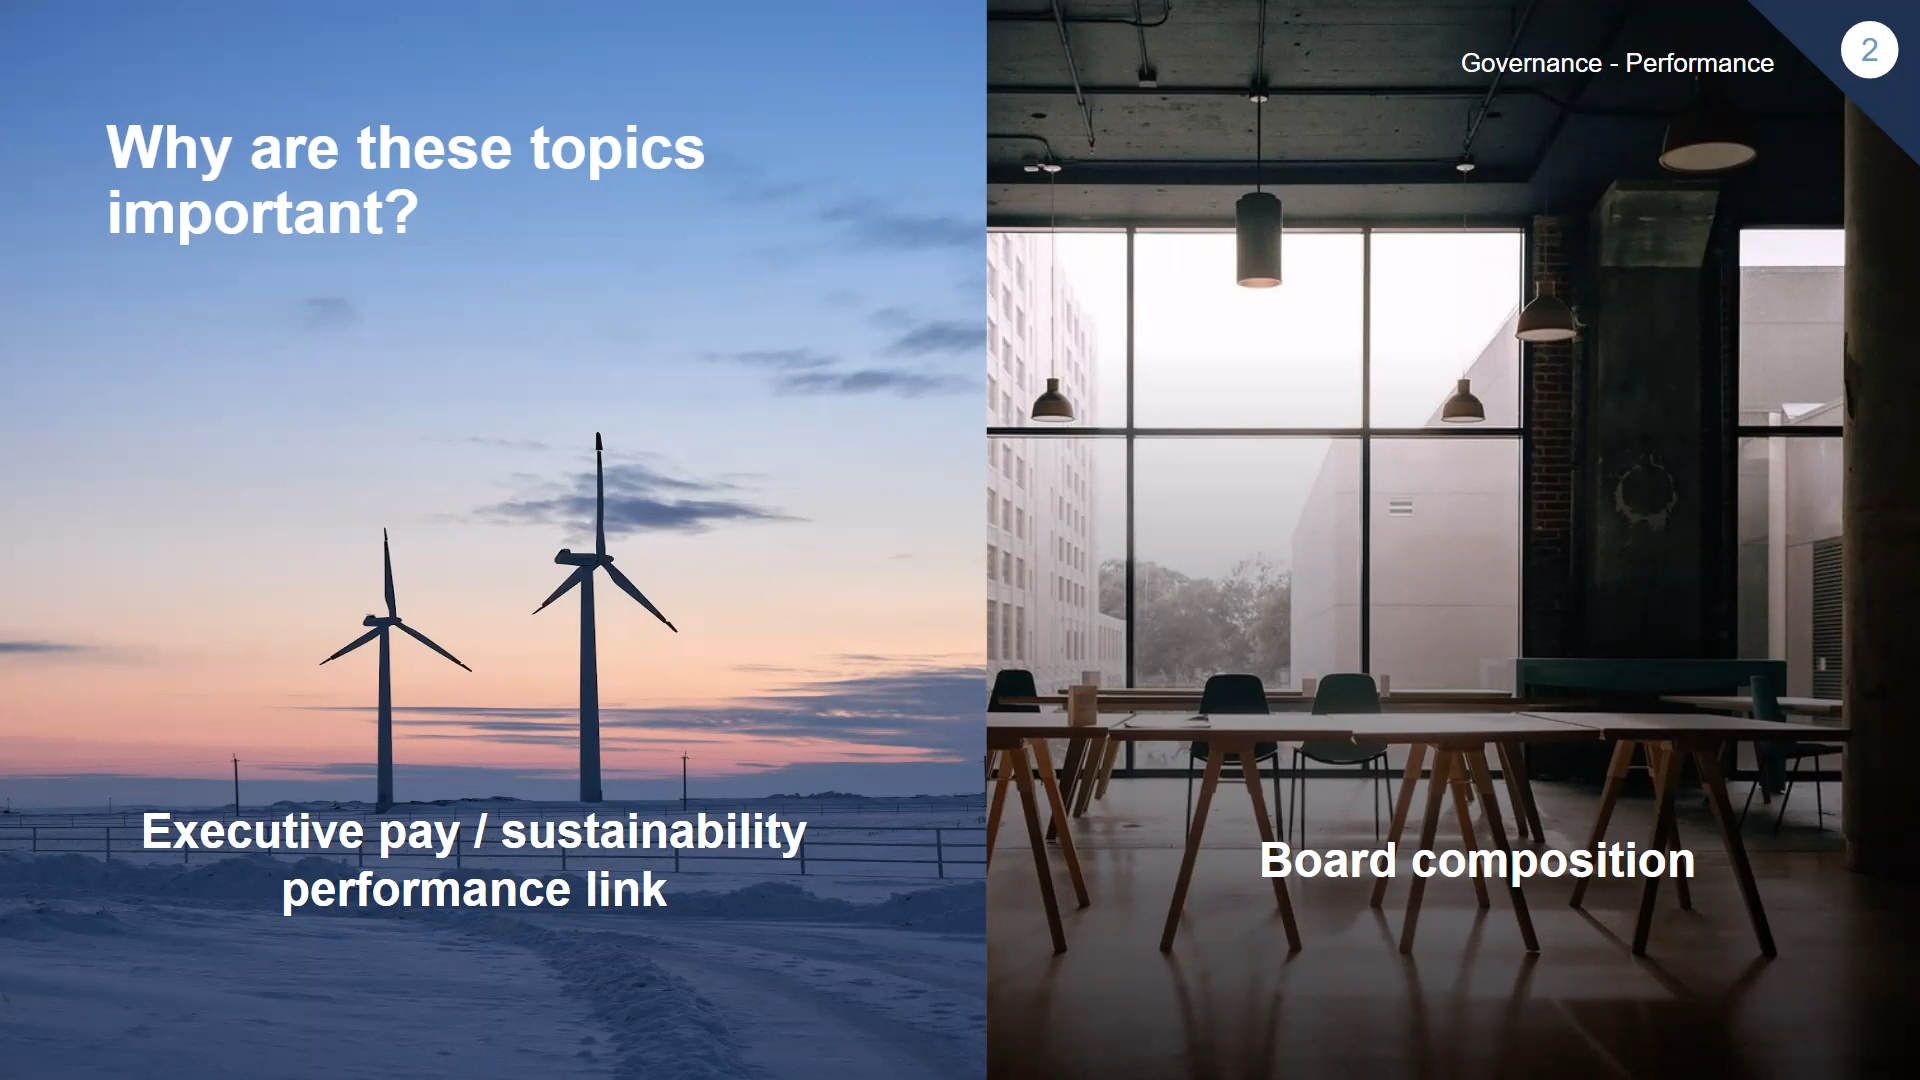 Governance - Performance
2
Why are these topics
important?
Executive pay / sustainability
performance link
Board composition